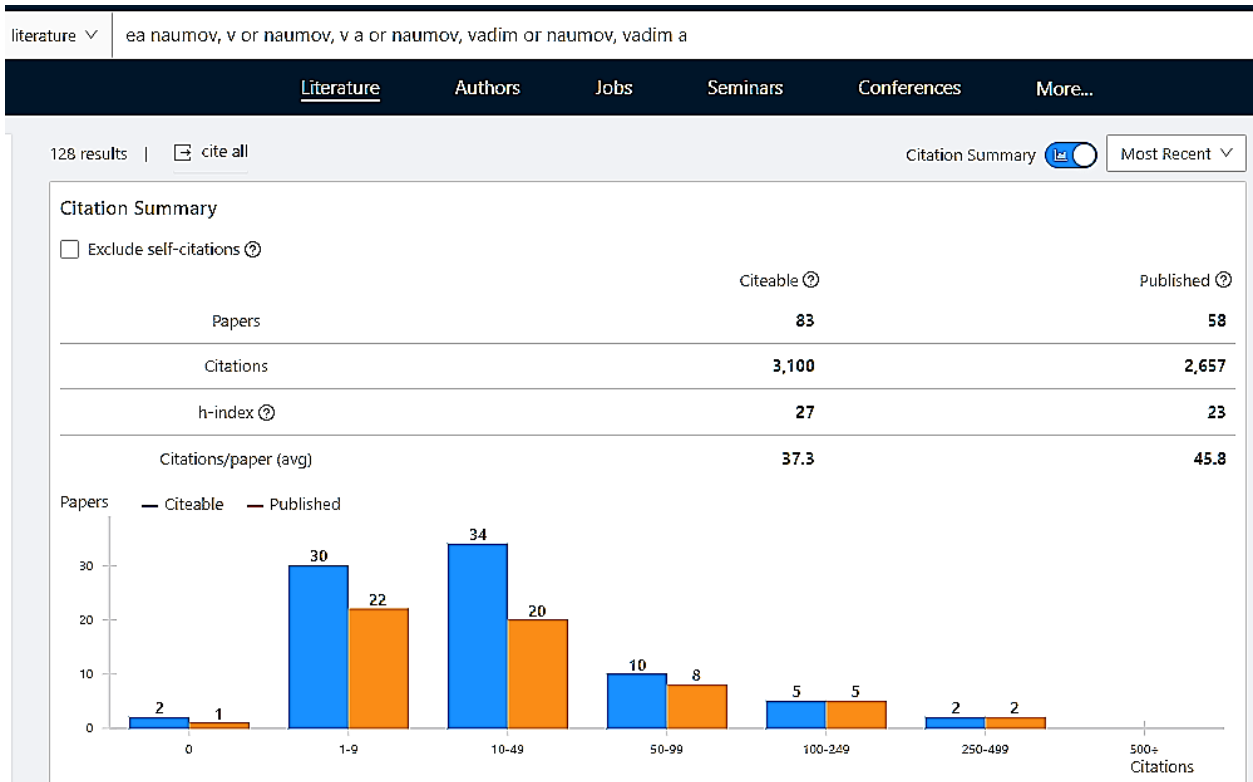 literature ea naumov, v or naumov, v a or naumov, vadim or naumov, vadim a
Literature Authors Jobs Seminars Conferences More...
128 results | cite all Citation Summary Most Recent
Citation Summary
Exclude self-citations
Citeable Published
Papers 83 58
Citations 3,100 2,657
h-index 27 23
Citations/paper (avg) 37.3 45.8
Papers Citeable Published
34
30
30
22
20
20
10
10
8
5 5
2 1
2 2
0
0 1-9 10-49 50-99 100-249 250-499 500+
Citations